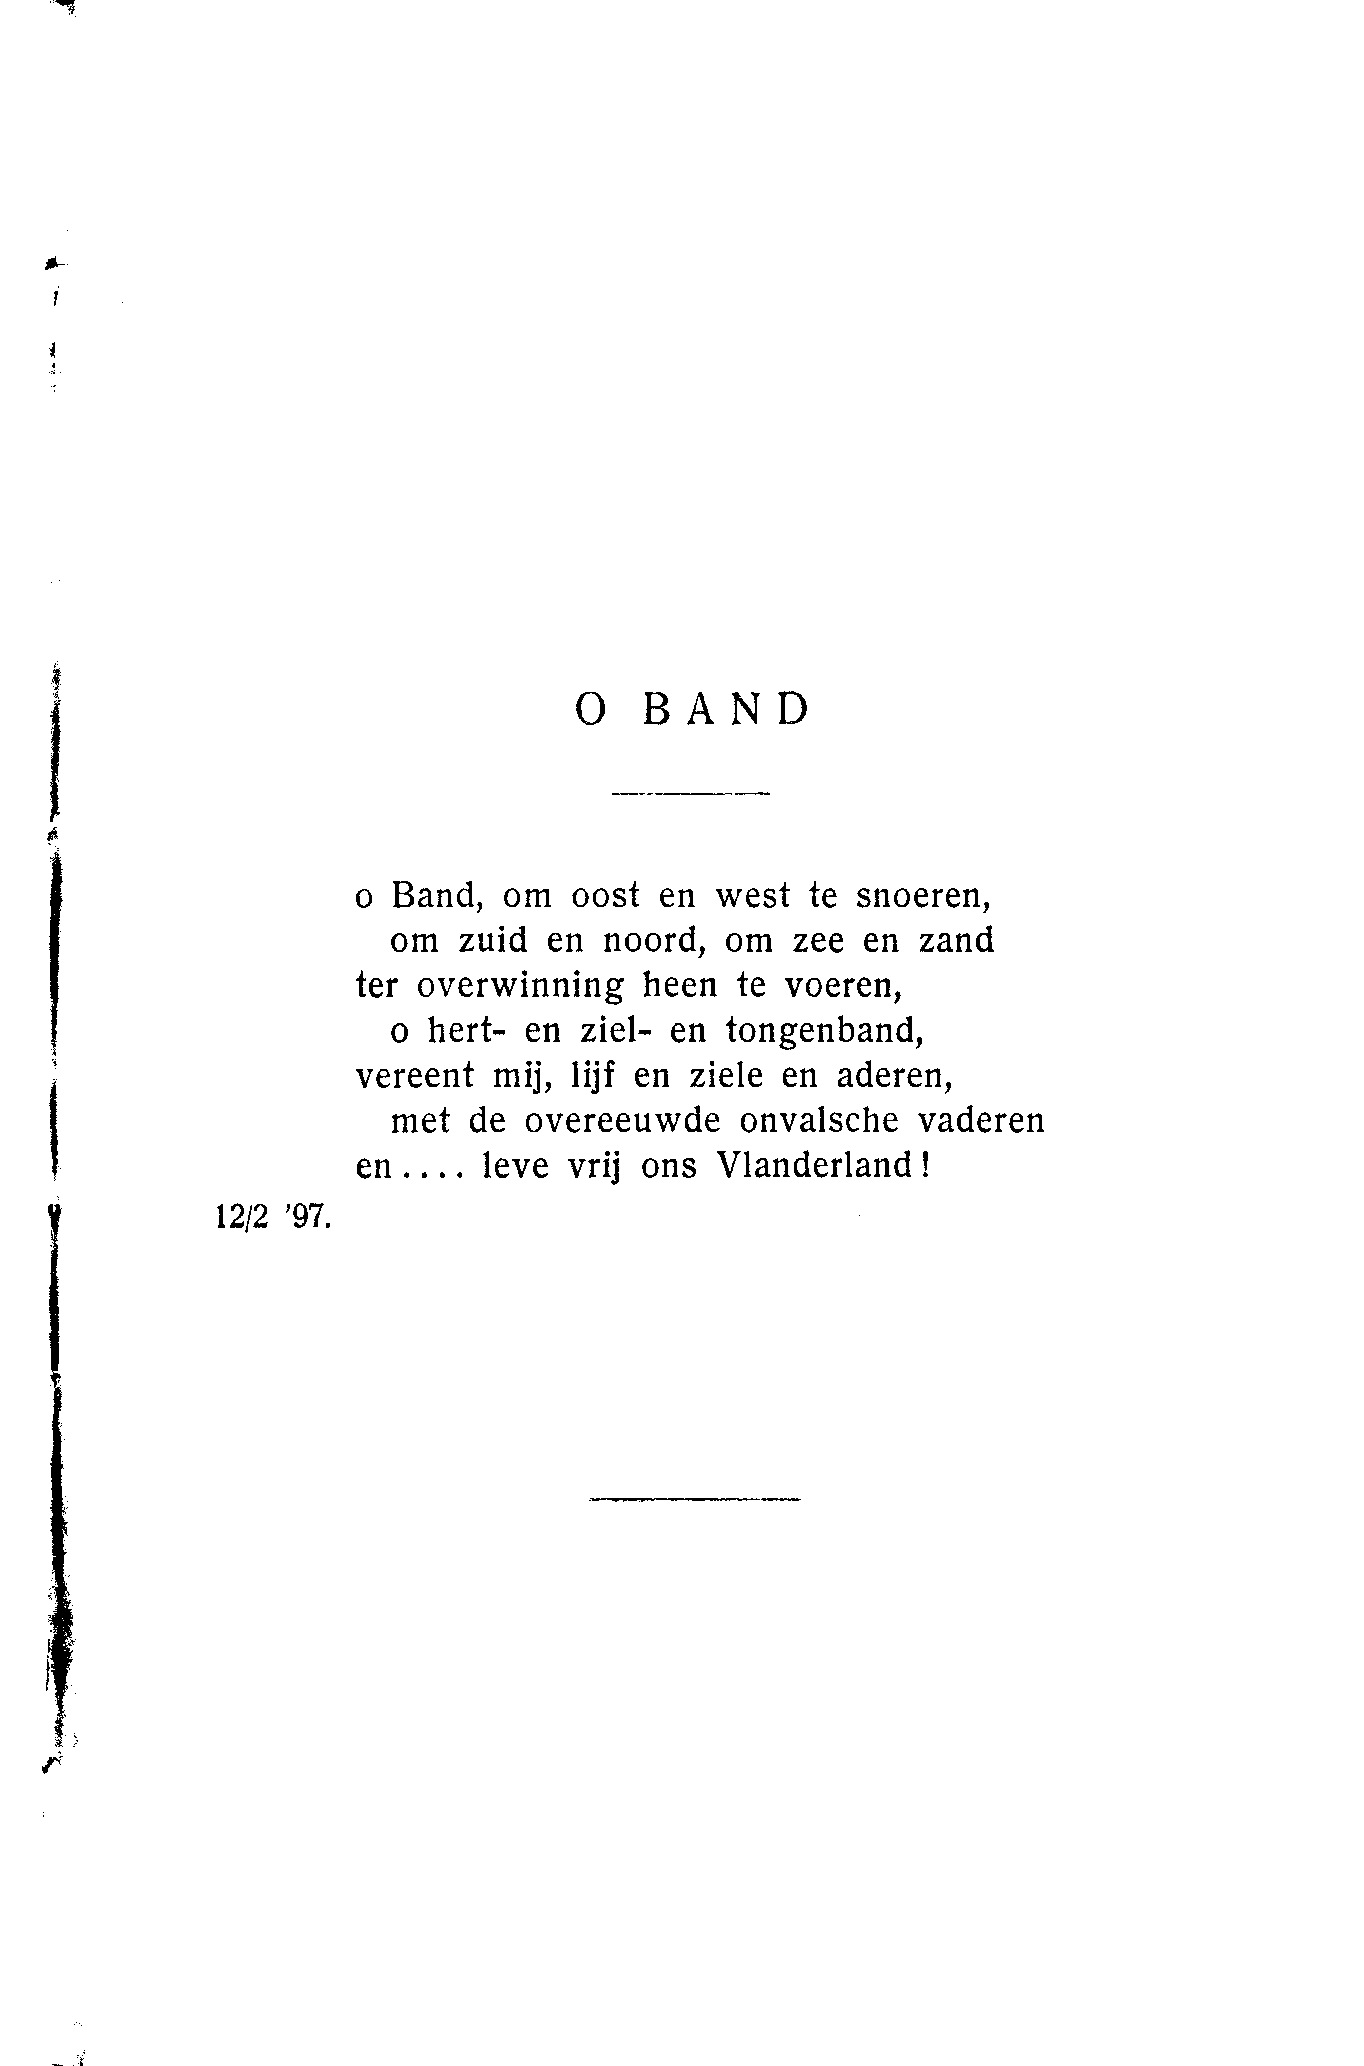 O BAND
o Band, om oost en west te snoeren,
om zuid en noord, om zee en zand
ter overwinning heen te voeren,
o hert- en ziel- en tongenband,
vereent mij, lijf en ziele en aderen,
met de overeeuwde onvalsche vaderen
en .... leve vrij ons Vlanderland!
12/2 '97.